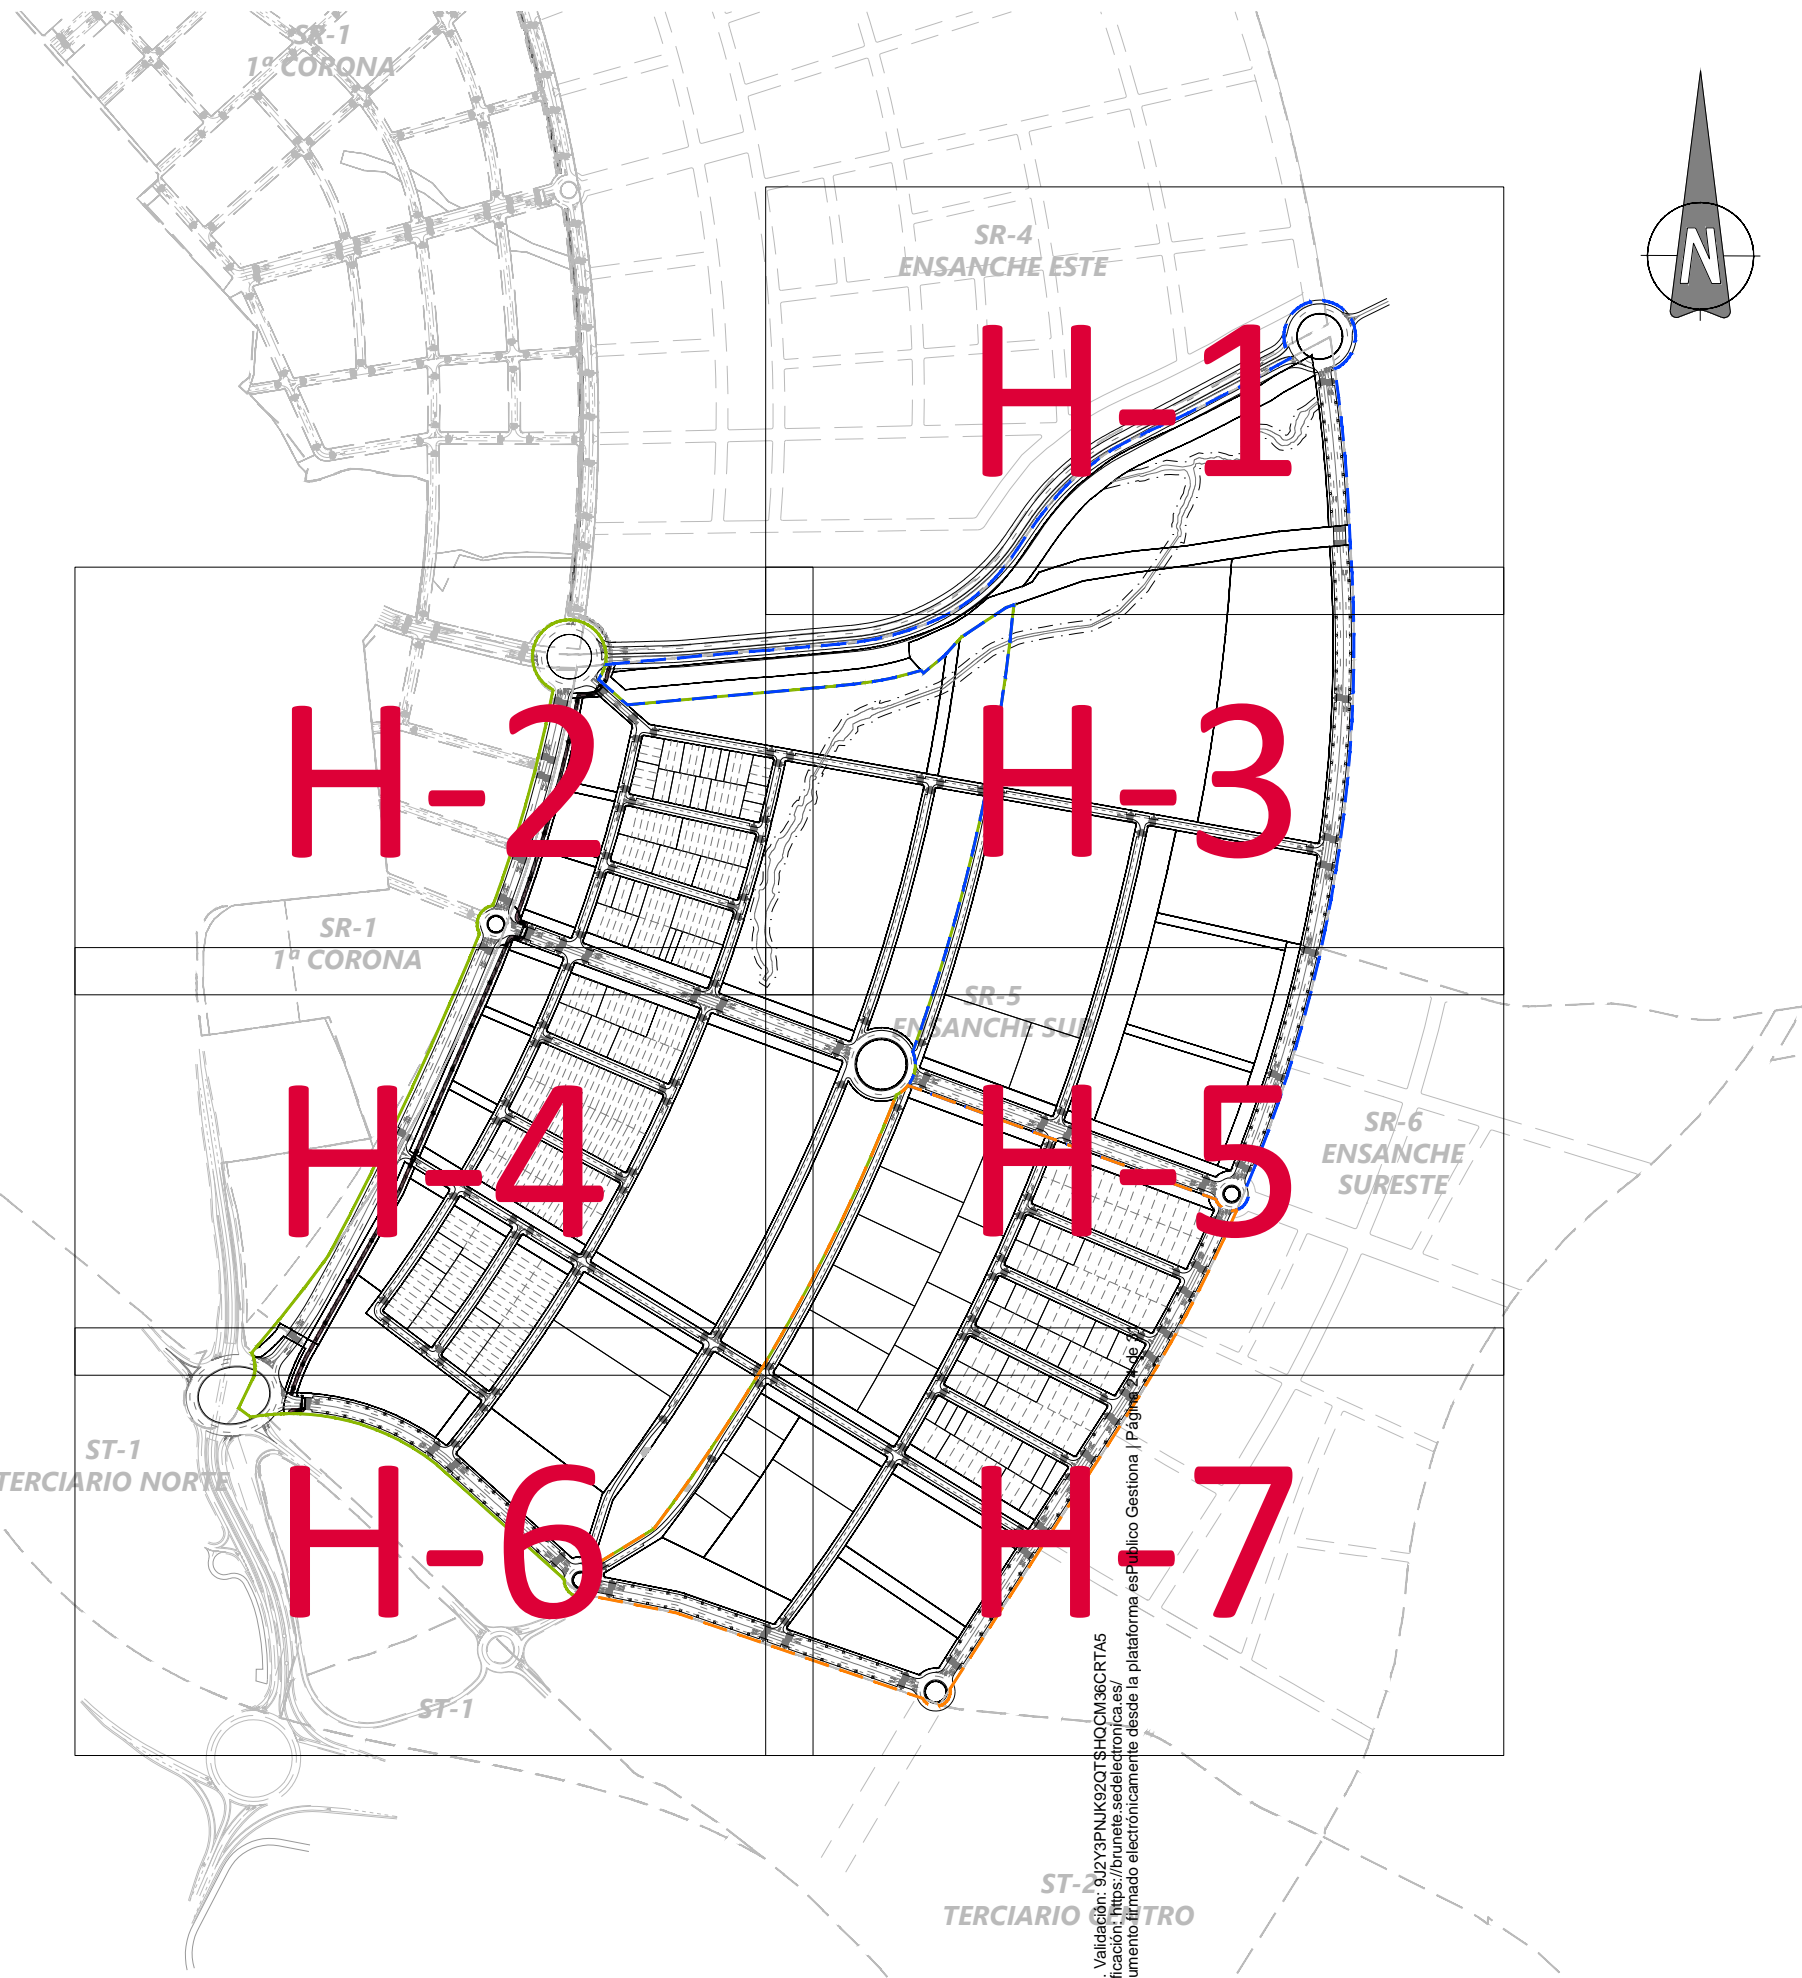 SR-1
1ª CORONA
N
SR-4
ENSANCHE ESTE
H-1
H-2
H-3
SR-1
1ª CORONA
SR-5
ENSANCHE SUR
H-4
H-5
SR-6
ENSANCHE
SURESTE
ST-1
TERCIARIO NORTE
H-6
H-7
ST-1
ST-2
TERCIARIO CENTRO
. Validación: 9J2Y3PNJK92QTSHQCM36CRTA5
ficación: https://brunete.sedelectronica.es/
umento firmado electrónicamente desde la plataforma esPublico Gestiona | Página 2 de